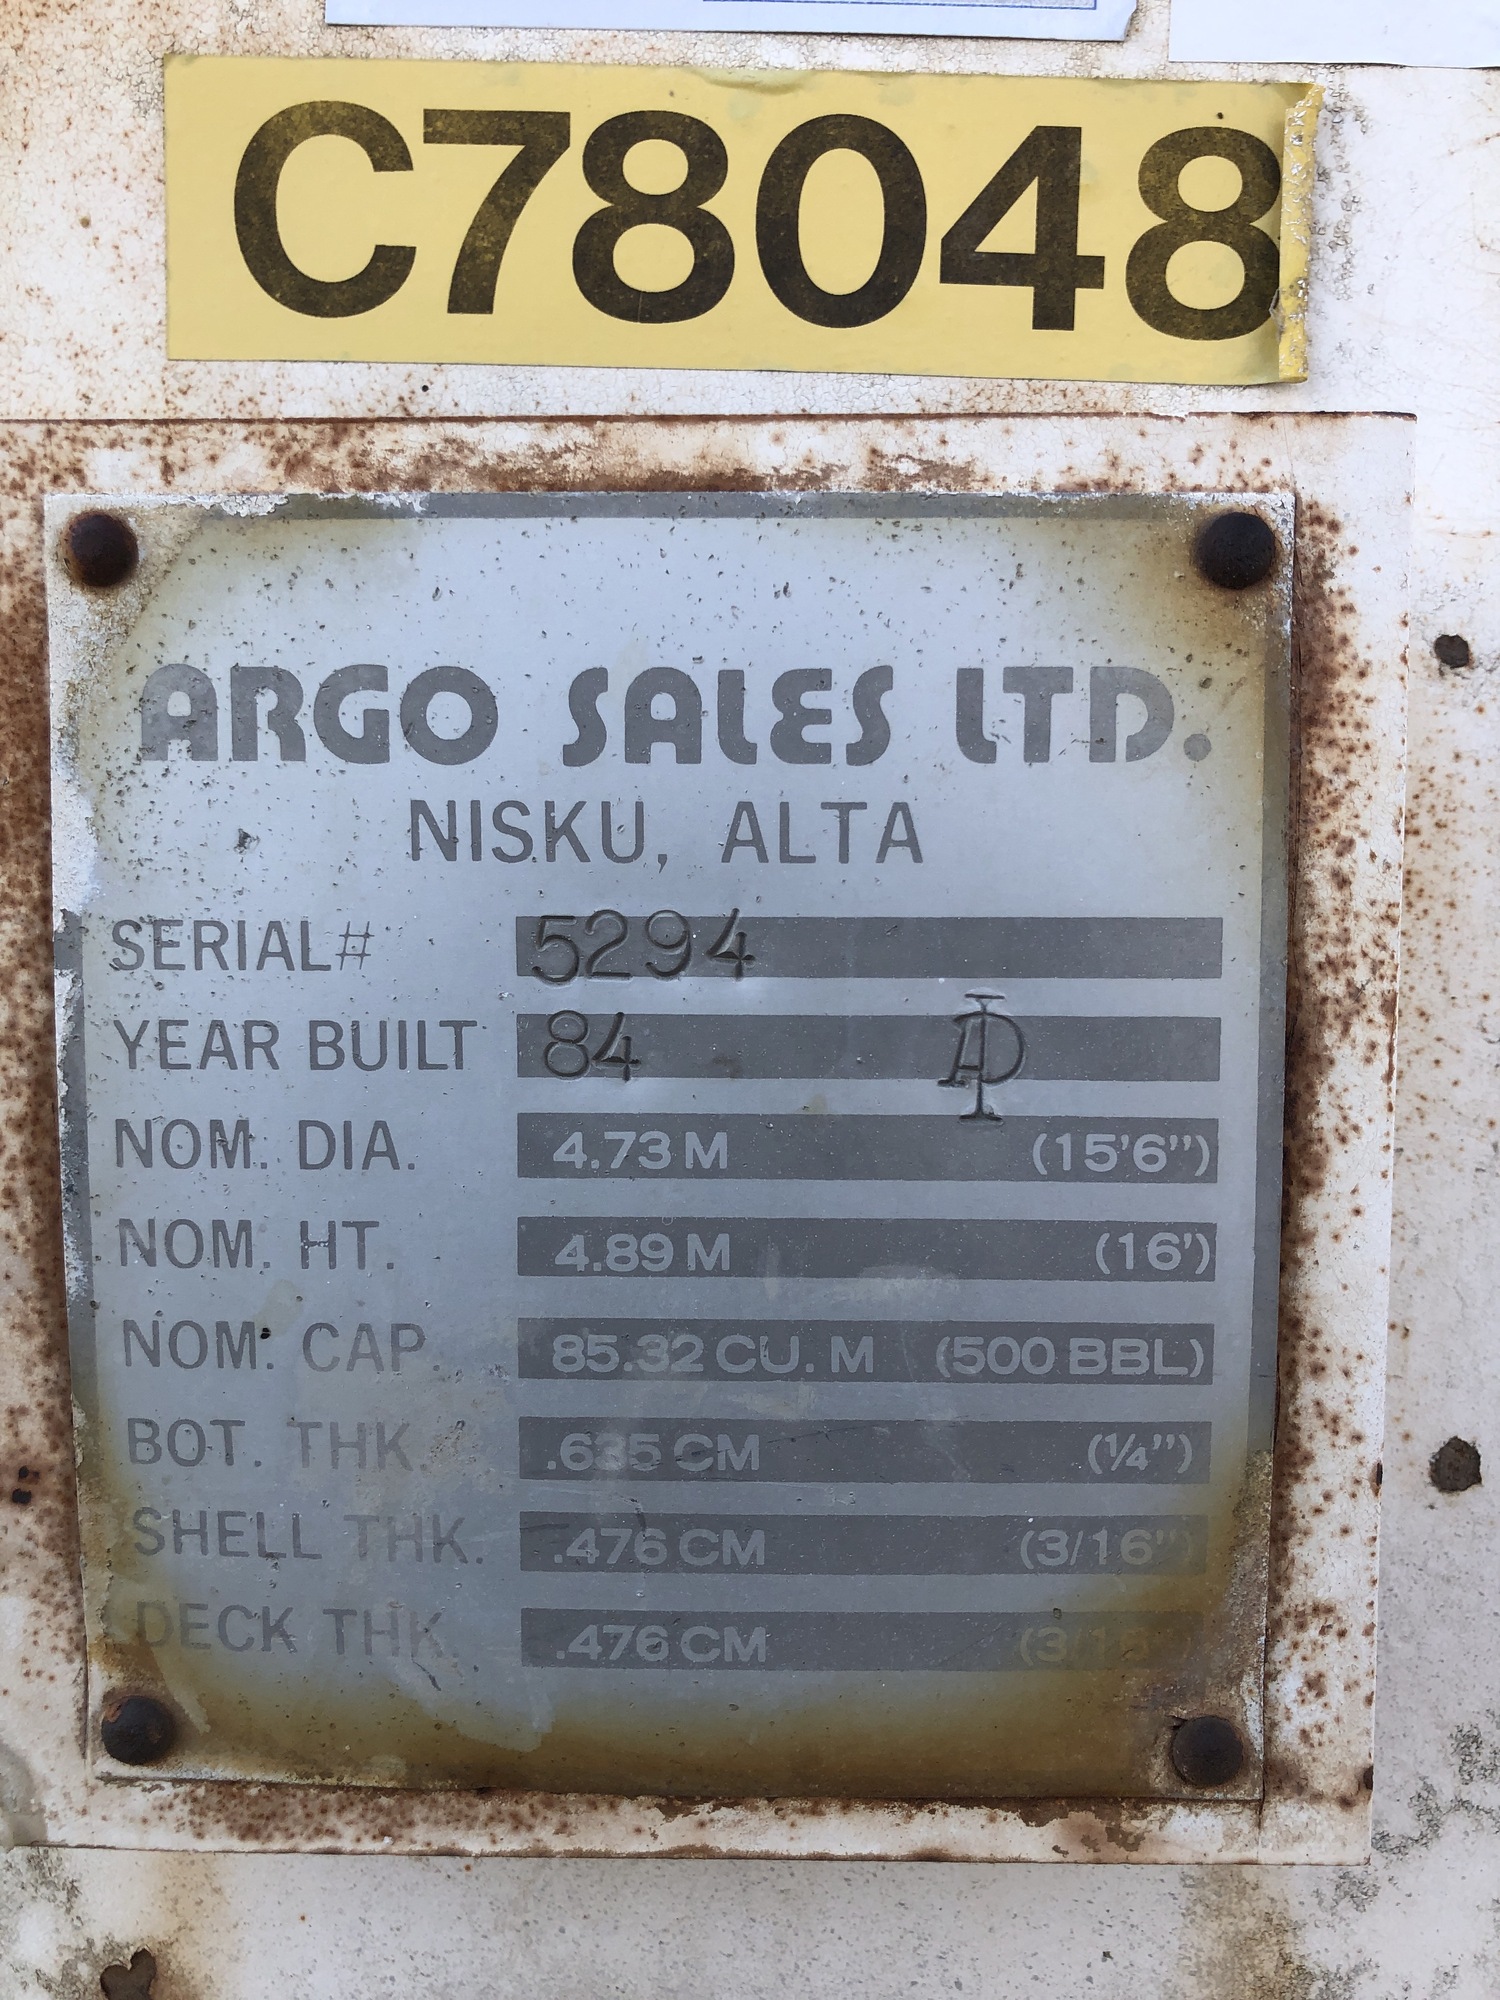 C78048
ARGO SALES LTD.
NISKU, ALTA
SERIAL# 5294
YEAR BUILT 84
NOM. DIA. 4.73 M (15'6")
NOM. HT. 4.89 M (16')
NOM. CAP. 85.32 CU. M (500 BBL)
BOT. THK. .635 CM (1/4")
SHELL THK. .476 CM (3/16")
DECK THK. .476 CM